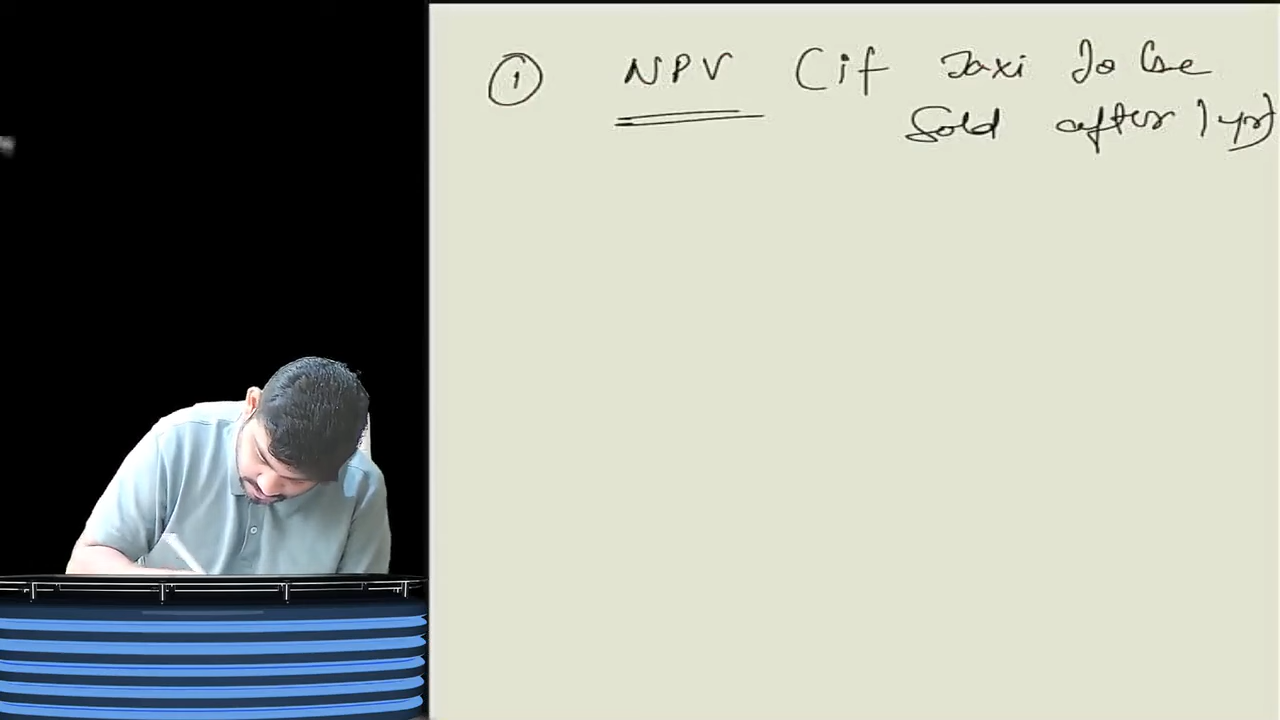 ① NPV (if Taxi to be
sold after 1 yr)